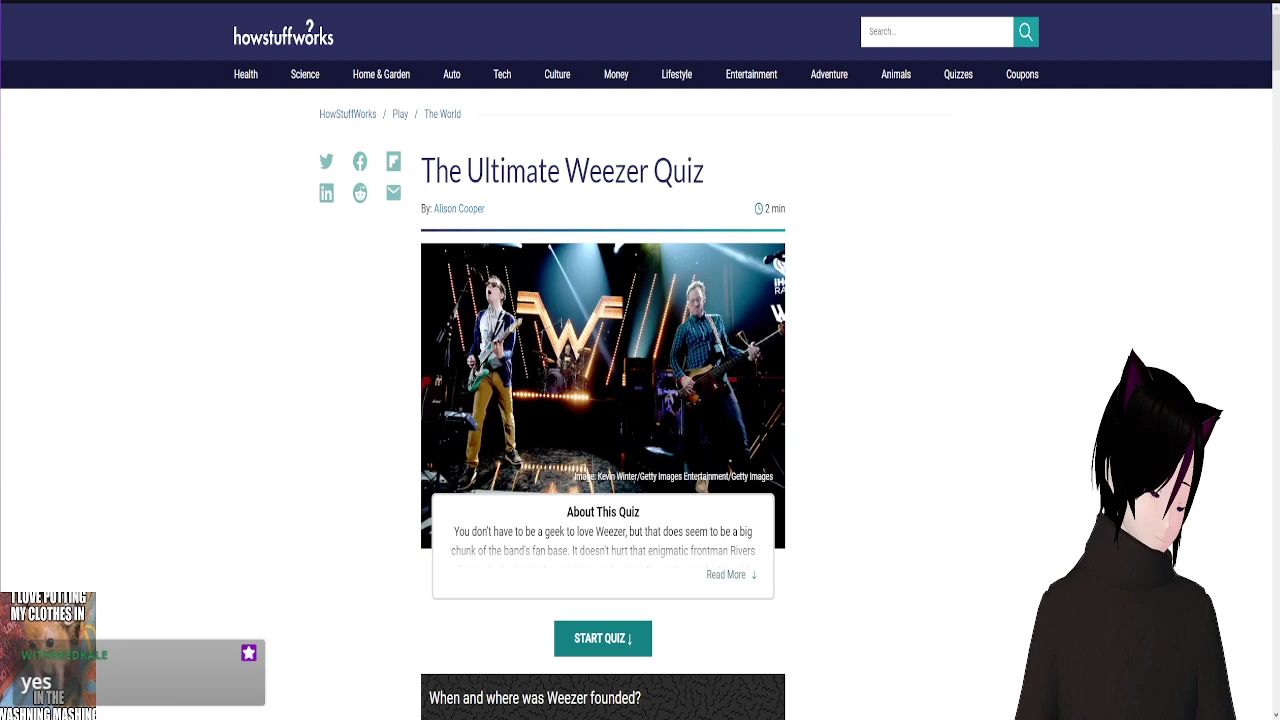 howstuffworks
Search...
Health Science Home & Garden Auto Tech Culture Money Lifestyle Entertainment Adventure Animals Quizzes Coupons
HowStuffWorks / Play / The World
The Ultimate Weezer Quiz
By: Alison Cooper
2 min
Image: Kevin Winter/Getty Images Entertainment/Getty Images
About This Quiz
You don't have to be a geek to love Weezer, but that does seem to be a big
chunk of the band's fan base. It doesn't hurt that enigmatic frontman Rivers
Read More ↓
START QUIZ ↓
When and where was Weezer founded?
I LOVE PUTTING
MY CLOTHES IN
yes
IN THE
WASHING MASHING